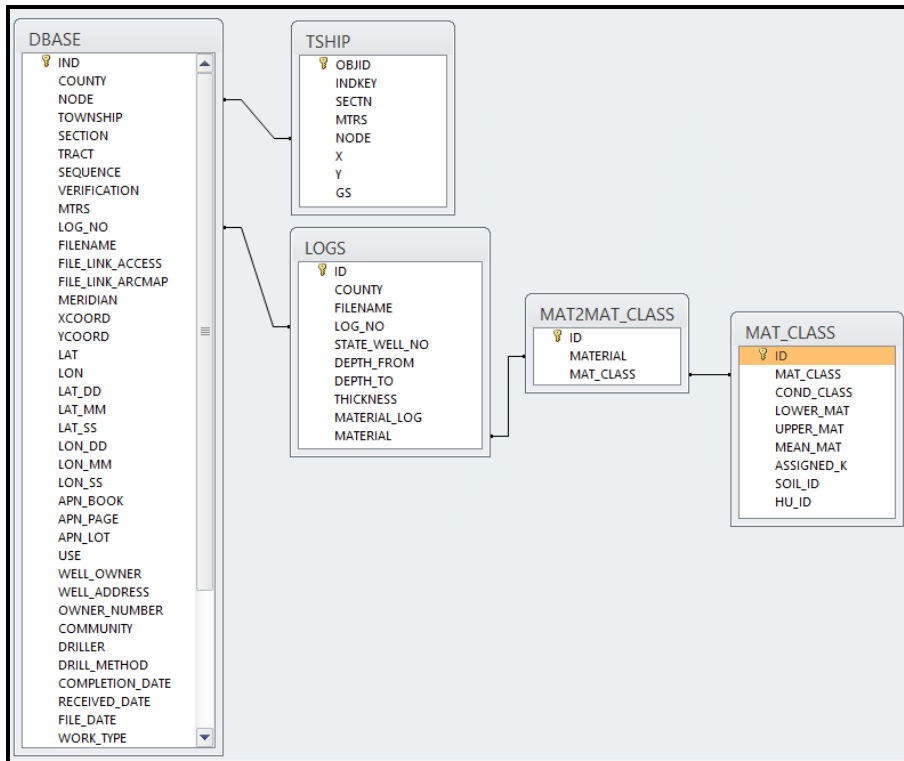 DBASE
IND
COUNTY
NODE
TOWNSHIP
SECTION
TRACT
SEQUENCE
VERIFICATION
MTRS
LOG_NO
FILENAME
FILE_LINK_ACCESS
FILE_LINK_ARCMAP
MERIDIAN
XCOORD
YCOORD
LAT
LON
LAT_DD
LAT_MM
LAT_SS
LON_DD
LON_MM
LON_SS
APN_BOOK
APN_PAGE
APN_LOT
USE
WELL_OWNER
WELL_ADDRESS
OWNER_NUMBER
COMMUNITY
DRILLER
DRILL_METHOD
COMPLETION_DATE
RECEIVED_DATE
FILE_DATE
WORK_TYPE
TSHIP
OBJID
INDKEY
SECTN
MTRS
NODE
X
Y
GS
LOGS
ID
COUNTY
FILENAME
LOG_NO
STATE_WELL_NO
DEPTH_FROM
DEPTH_TO
THICKNESS
MATERIAL_LOG
MATERIAL
MAT2MAT_CLASS
ID
MATERIAL
MAT_CLASS
MAT_CLASS
ID
MAT_CLASS
COND_CLASS
LOWER_MAT
UPPER_MAT
MEAN_MAT
ASSIGNED_K
SOIL_ID
HU_ID